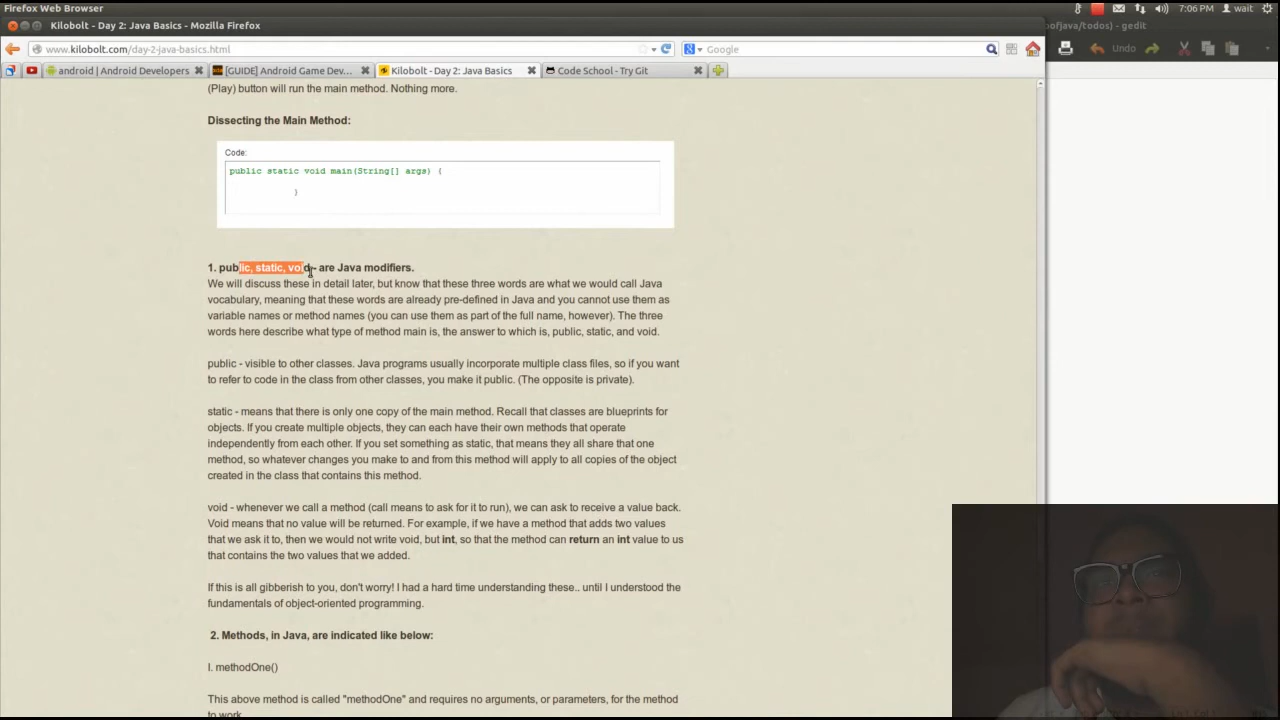 Firefox Web Browser
7:06 PM
wait
Kilobolt - Day 2: Java Basics - Mozilla Firefox
ofjava/todos) - gedit
www.kilobolt.com/day-2-java-basics.html
Google
Undo
android | Android Developers
[GUIDE] Android Game Dev...
Kilobolt - Day 2: Java Basics
Code School - Try Git
(Play) button will run the main method. Nothing more.
Dissecting the Main Method:
Code:
public static void main(String[] args) {
}
1. public, static, void - are Java modifiers.
We will discuss these in detail later, but know that these three words are what we would call Java
vocabulary, meaning that these words are already pre-defined in Java and you cannot use them as
variable names or method names (you can use them as part of the full name, however). The three
words here describe what type of method main is, the answer to which is, public, static, and void.
public - visible to other classes. Java programs usually incorporate multiple class files, so if you want
to refer to code in the class from other classes, you make it public. (The opposite is private).
static - means that there is only one copy of the main method. Recall that classes are blueprints for
objects. If you create multiple objects, they can each have their own methods that operate
independently from each other. If you set something as static, that means they all share that one
method, so whatever changes you make to and from this method will apply to all copies of the object
created in the class that contains this method.
void - whenever we call a method (call means to ask for it to run), we can ask to receive a value back.
Void means that no value will be returned. For example, if we have a method that adds two values
that we ask it to, then we would not write void, but int, so that the method can return an int value to us
that contains the two values that we added.
If this is all gibberish to you, don't worry! I had a hard time understanding these.. until I understood the
fundamentals of object-oriented programming.
2. Methods, in Java, are indicated like below:
I. methodOne()
This above method is called "methodOne" and requires no arguments, or parameters, for the method
to work.